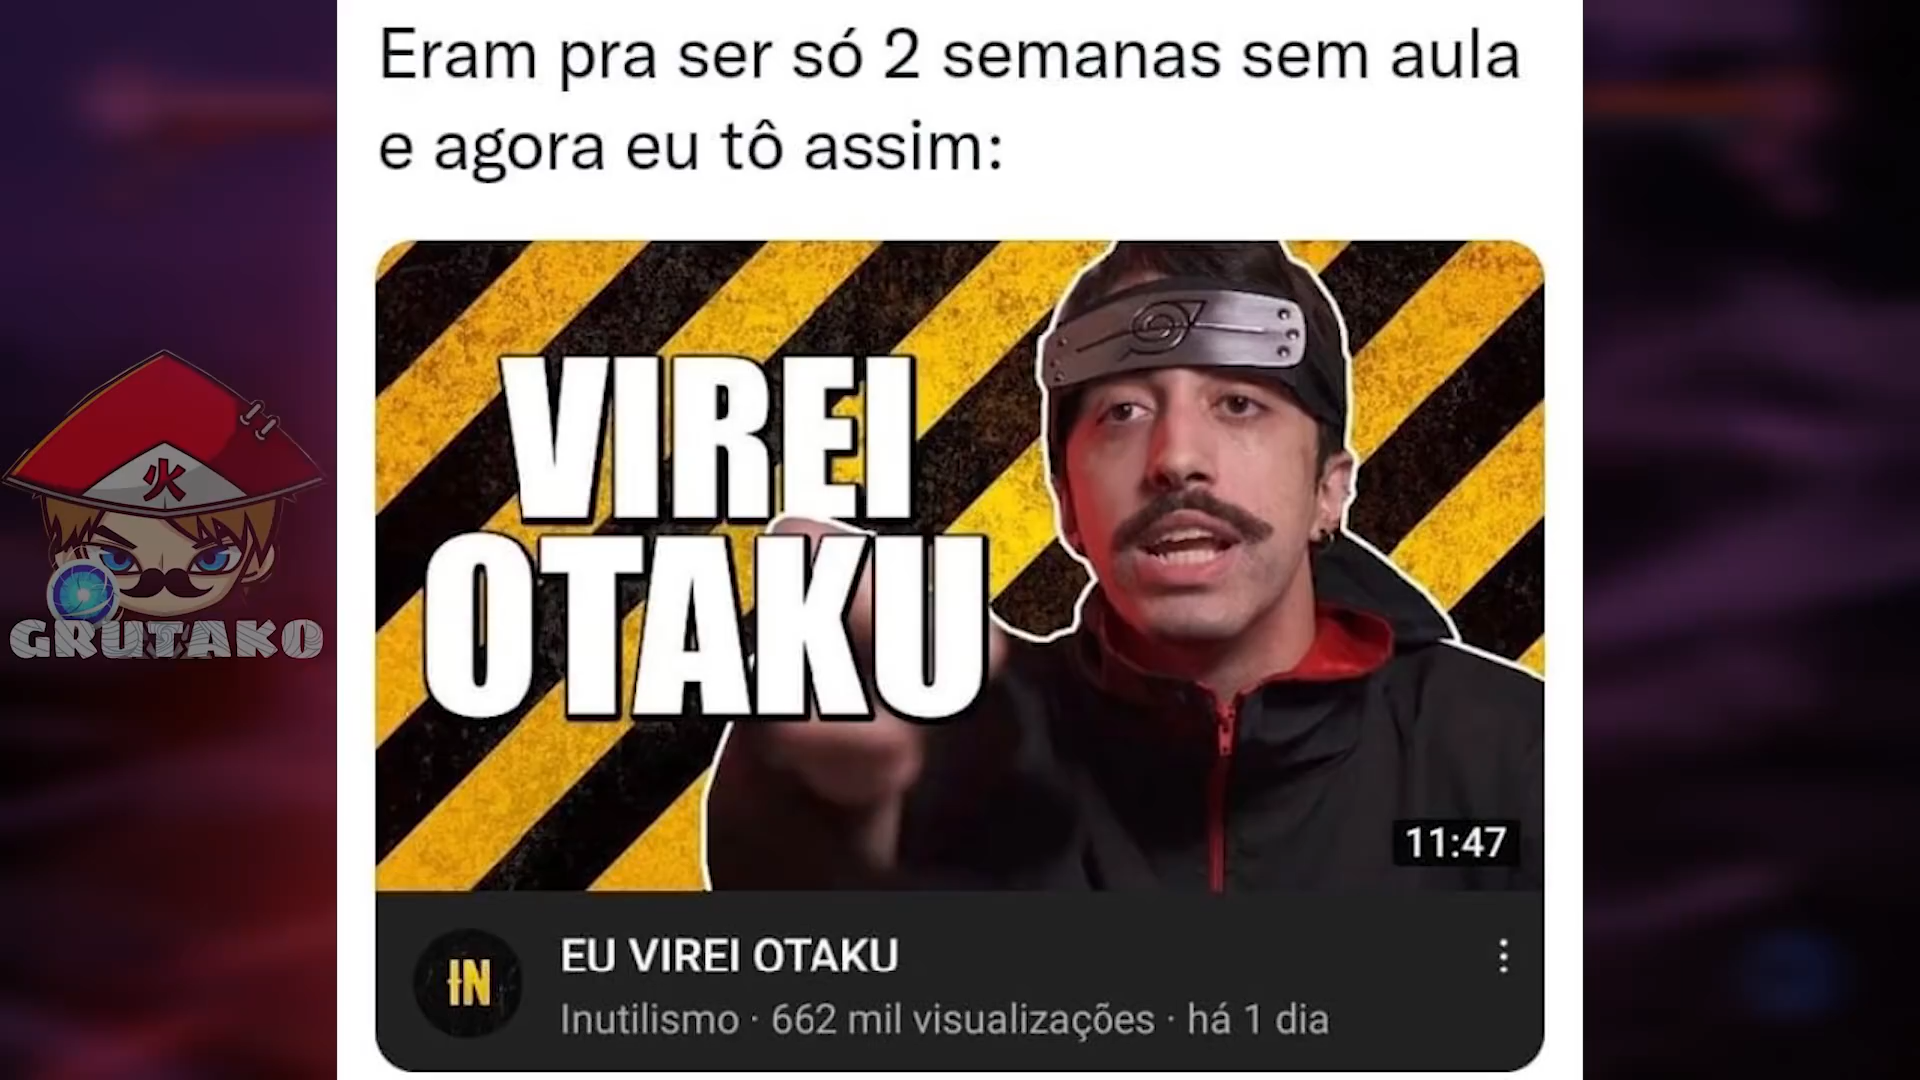 Eram pra ser só 2 semanas sem aula
e agora eu tô assim:
VIREI
OTAKU
火
GRUTAKO
11:47
IN
EU VIREI OTAKU
Inutilismo · 662 mil visualizações · há 1 dia